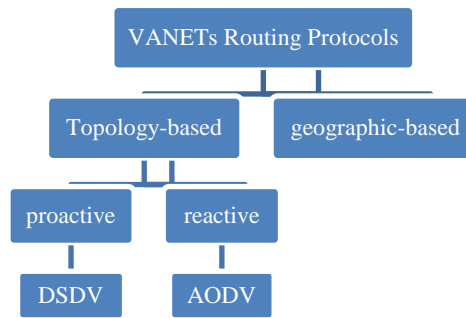 VANETs Routing Protocols
Topology-based
geographic-based
proactive
reactive
DSDV
AODV